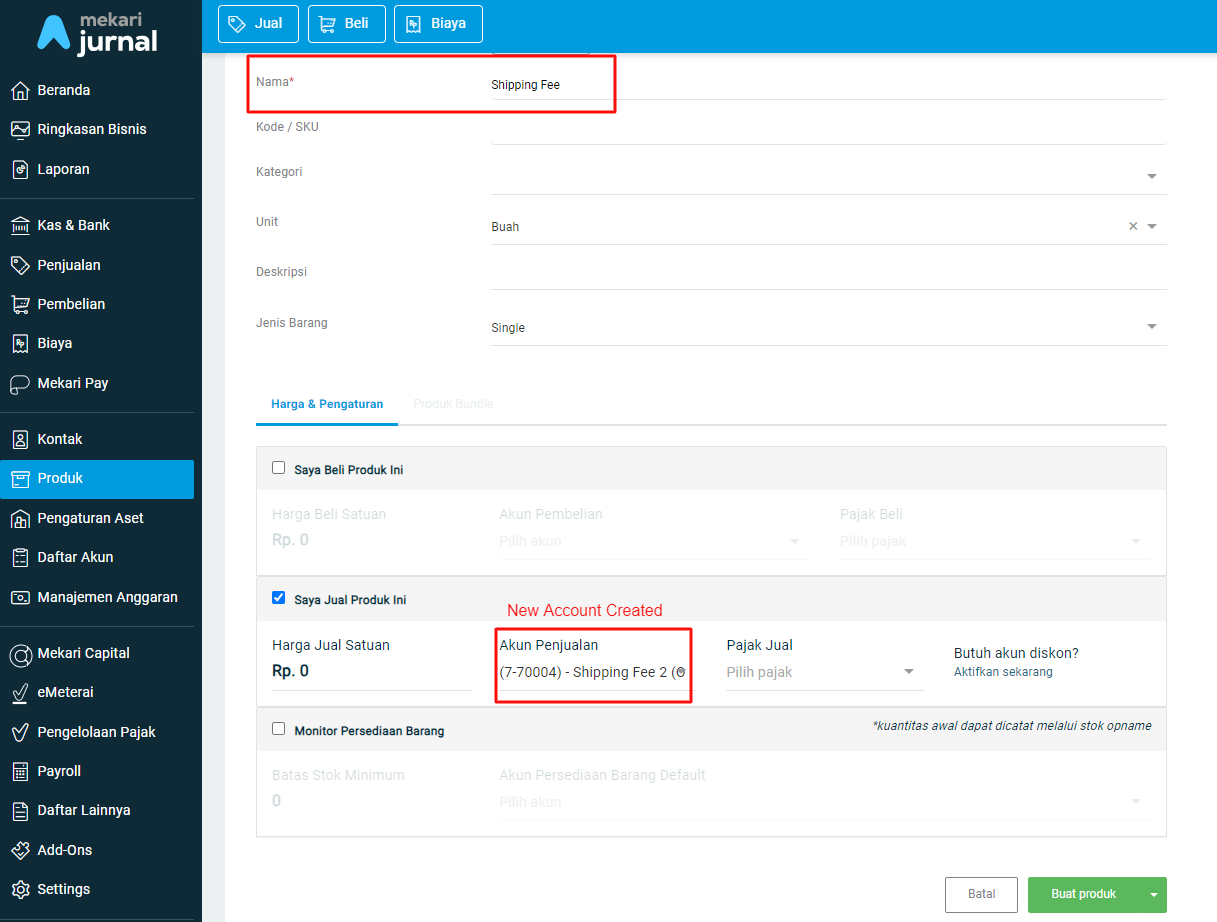 mekari
jurnal
Jual
Beli
Biaya
Beranda
Ringkasan Bisnis
Laporan
Kas & Bank
Penjualan
Pembelian
Biaya
Mekari Pay
Kontak
Produk
Pengaturan Aset
Daftar Akun
Manajemen Anggaran
Mekari Capital
eMeterai
Pengelolaan Pajak
Payroll
Daftar Lainnya
Add-Ons
Settings
Nama*
Shipping Fee
Kode / SKU
Kategori
Unit
Buah
Deskripsi
Jenis Barang
Single
Harga & Pengaturan
Produk Bundle
Saya Beli Produk Ini
Harga Beli Satuan
Akun Pembelian
Pajak Beli
Rp. 0
Pilih akun
Pilih pajak
Saya Jual Produk Ini
New Account Created
Harga Jual Satuan
Akun Penjualan
Pajak Jual
Butuh akun diskon?
Rp. 0
(7-70004) - Shipping Fee 2 (
Pilih pajak
Aktifkan sekarang
Monitor Persediaan Barang
*kuantitas awal dapat dicatat melalui stok opname
Batas Stok Minimum
Akun Persediaan Barang Default
0
Pilih akun
Batal
Buat produk